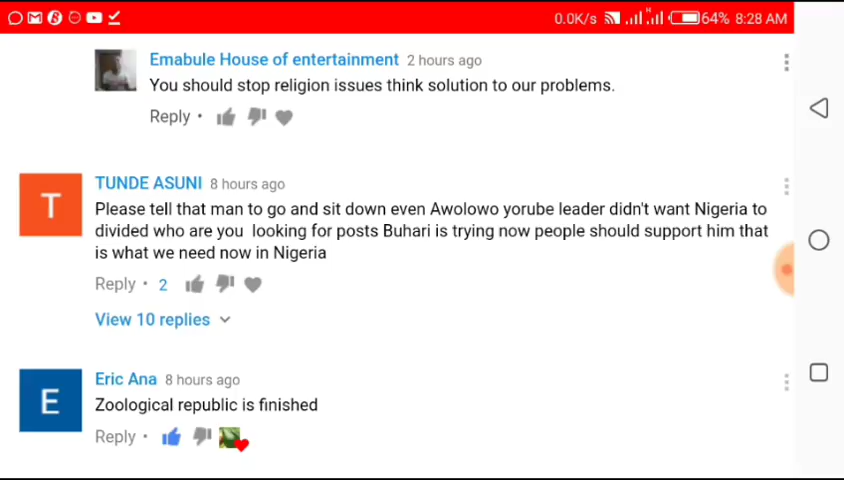 0.0K/s 64% 8:28 AM
Emabule House of entertainment 2 hours ago
You should stop religion issues think solution to our problems.
Reply •
T
TUNDE ASUNI 8 hours ago
Please tell that man to go and sit down even Awolowo yorube leader didn't want Nigeria to
divided who are you looking for posts Buhari is trying now people should support him that
is what we need now in Nigeria
Reply • 2
View 10 replies
E
Eric Ana 8 hours ago
Zoological republic is finished
Reply •